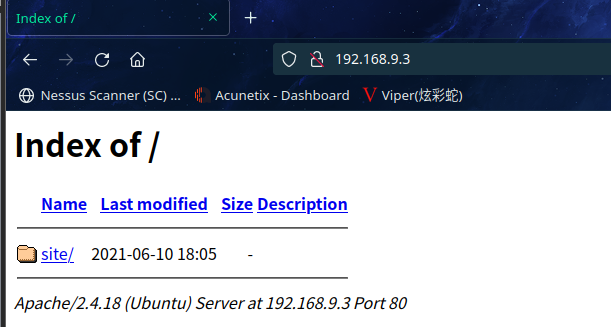 Index of /
192.168.9.3
Nessus Scanner (SC) ... Acunetix - Dashboard Viper(炫彩蛇)
Index of /
Name Last modified Size Description
site/ 2021-06-10 18:05 -
Apache/2.4.18 (Ubuntu) Server at 192.168.9.3 Port 80